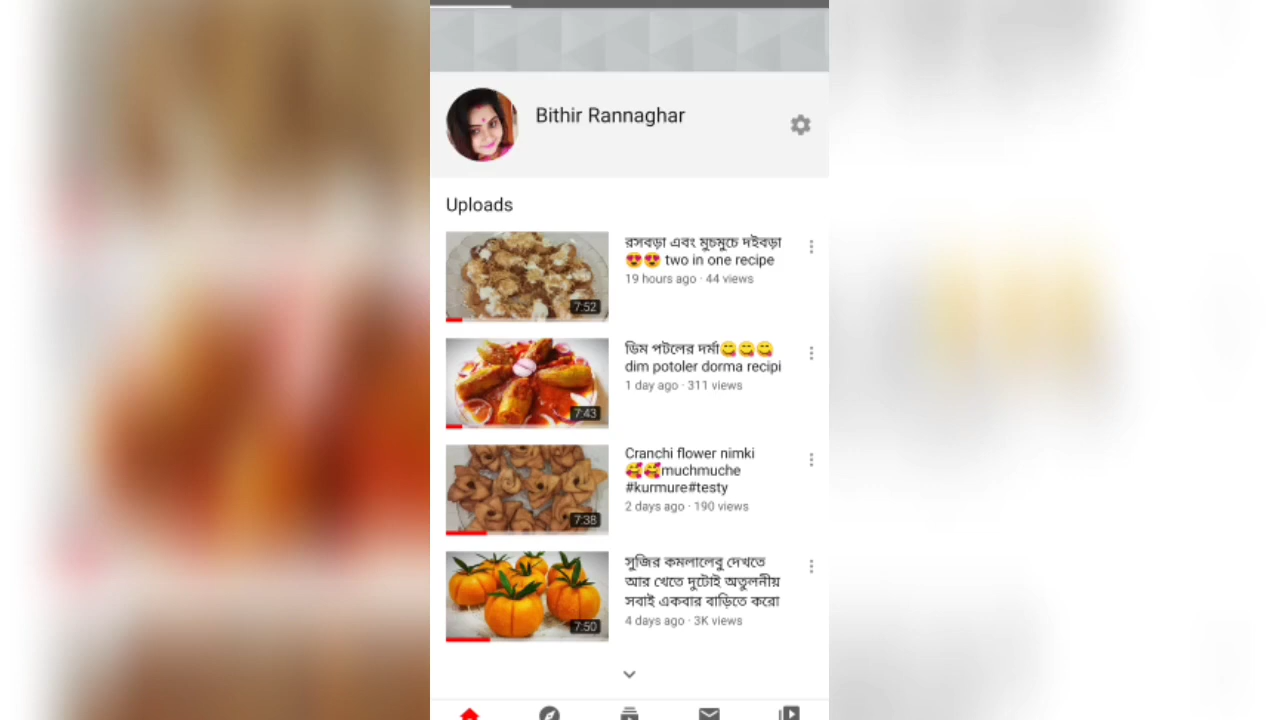 Bithir Rannaghar
Uploads
রসবড়া এবং মুচমুচে দইবড়া
😍😍 two in one recipe
19 hours ago · 44 views
7:52
ডিম পটলের দর্মা😋😋😋
dim potoler dorma recipi
1 day ago · 311 views
7:43
Cranchi flower nimki
🥰🥰muchmuche
#kurmure#testy
2 days ago · 190 views
7:38
সুজির কমলালেবু দেখতে
আর খেতে দুটোই অতুলনীয়
সবাই একবার বাড়িতে করো
4 days ago · 3K views
7:50